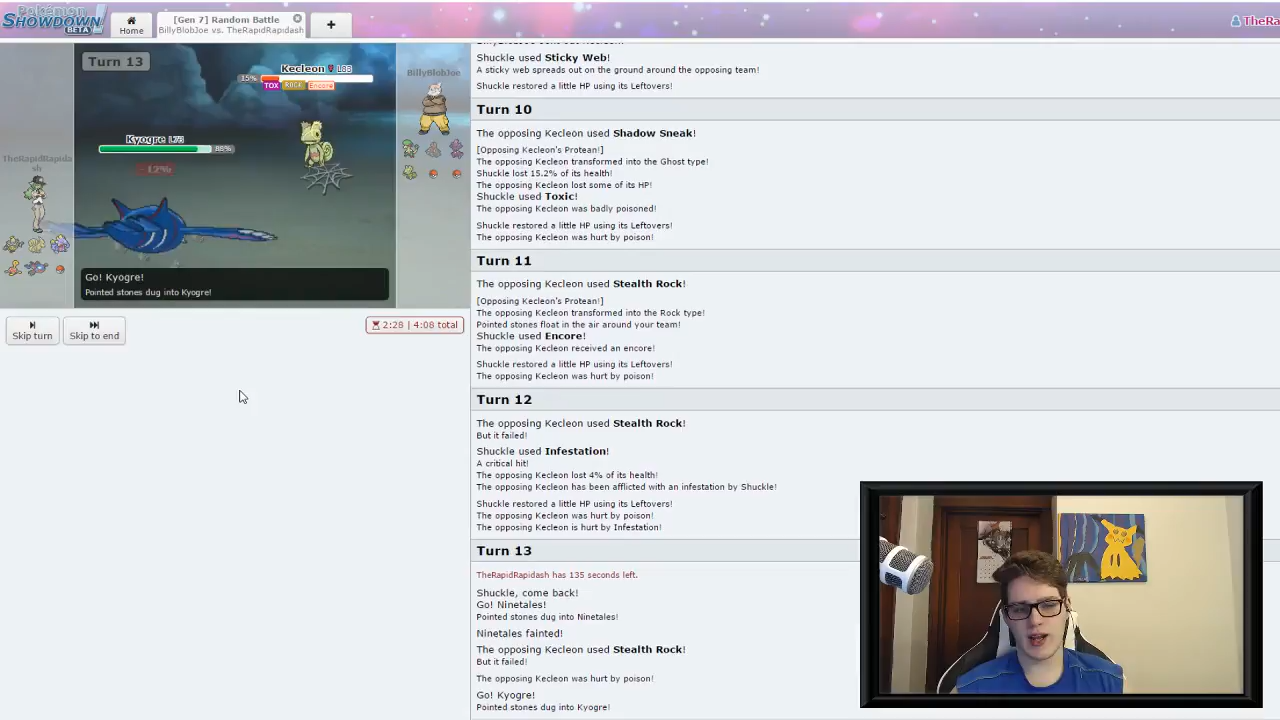 Pokémon
SHOWDOWN
BETA
Home
[Gen 7] Random Battle
BillyBlobJoe vs. TheRapidRapidash
+
TheRa
Turn 13
Kecleon L83
15%
TOX
ROCK
Encore
Kyogre L73
88%
-12%
BillyBlobJoe
TheRapidRapida
sh
Go! Kyogre!
Pointed stones dug into Kyogre!
Skip turn
Skip to end
2:28 | 4:08 total
Shuckle used Sticky Web!
A sticky web spreads out on the ground around the opposing team!
Shuckle restored a little HP using its Leftovers!
Turn 10
The opposing Kecleon used Shadow Sneak!
[Opposing Kecleon's Protean!]
The opposing Kecleon transformed into the Ghost type!
Shuckle lost 15.2% of its health!
The opposing Kecleon lost some of its HP!
Shuckle used Toxic!
The opposing Kecleon was badly poisoned!
Shuckle restored a little HP using its Leftovers!
The opposing Kecleon was hurt by poison!
Turn 11
The opposing Kecleon used Stealth Rock!
[Opposing Kecleon's Protean!]
The opposing Kecleon transformed into the Rock type!
Pointed stones float in the air around your team!
Shuckle used Encore!
The opposing Kecleon received an encore!
Shuckle restored a little HP using its Leftovers!
The opposing Kecleon was hurt by poison!
Turn 12
The opposing Kecleon used Stealth Rock!
But it failed!
Shuckle used Infestation!
A critical hit!
The opposing Kecleon lost 4% of its health!
The opposing Kecleon has been afflicted with an infestation by Shuckle!
Shuckle restored a little HP using its Leftovers!
The opposing Kecleon was hurt by poison!
The opposing Kecleon is hurt by Infestation!
Turn 13
TheRapidRapidash has 135 seconds left.
Shuckle, come back!
Go! Ninetales!
Pointed stones dug into Ninetales!
Ninetales fainted!
The opposing Kecleon used Stealth Rock!
But it failed!
The opposing Kecleon was hurt by poison!
Go! Kyogre!
Pointed stones dug into Kyogre!